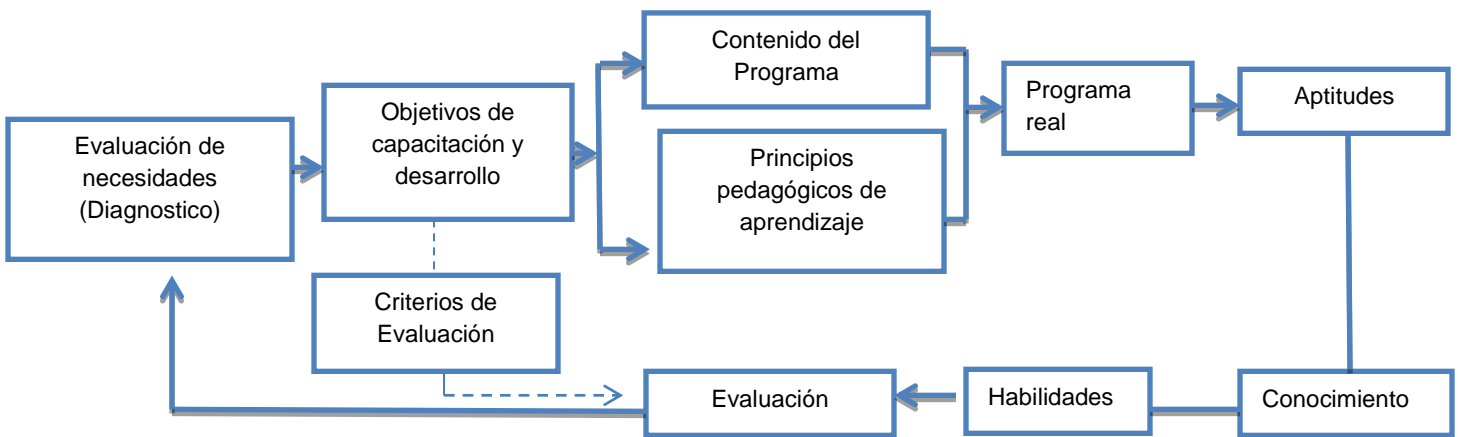 Evaluación de
necesidades
(Diagnostico)
Objetivos de
capacitación y
desarrollo
Contenido del
Programa
Principios
pedagógicos de
aprendizaje
Programa
real
Aptitudes
Criterios de
Evaluación
Evaluación
Habilidades
Conocimiento